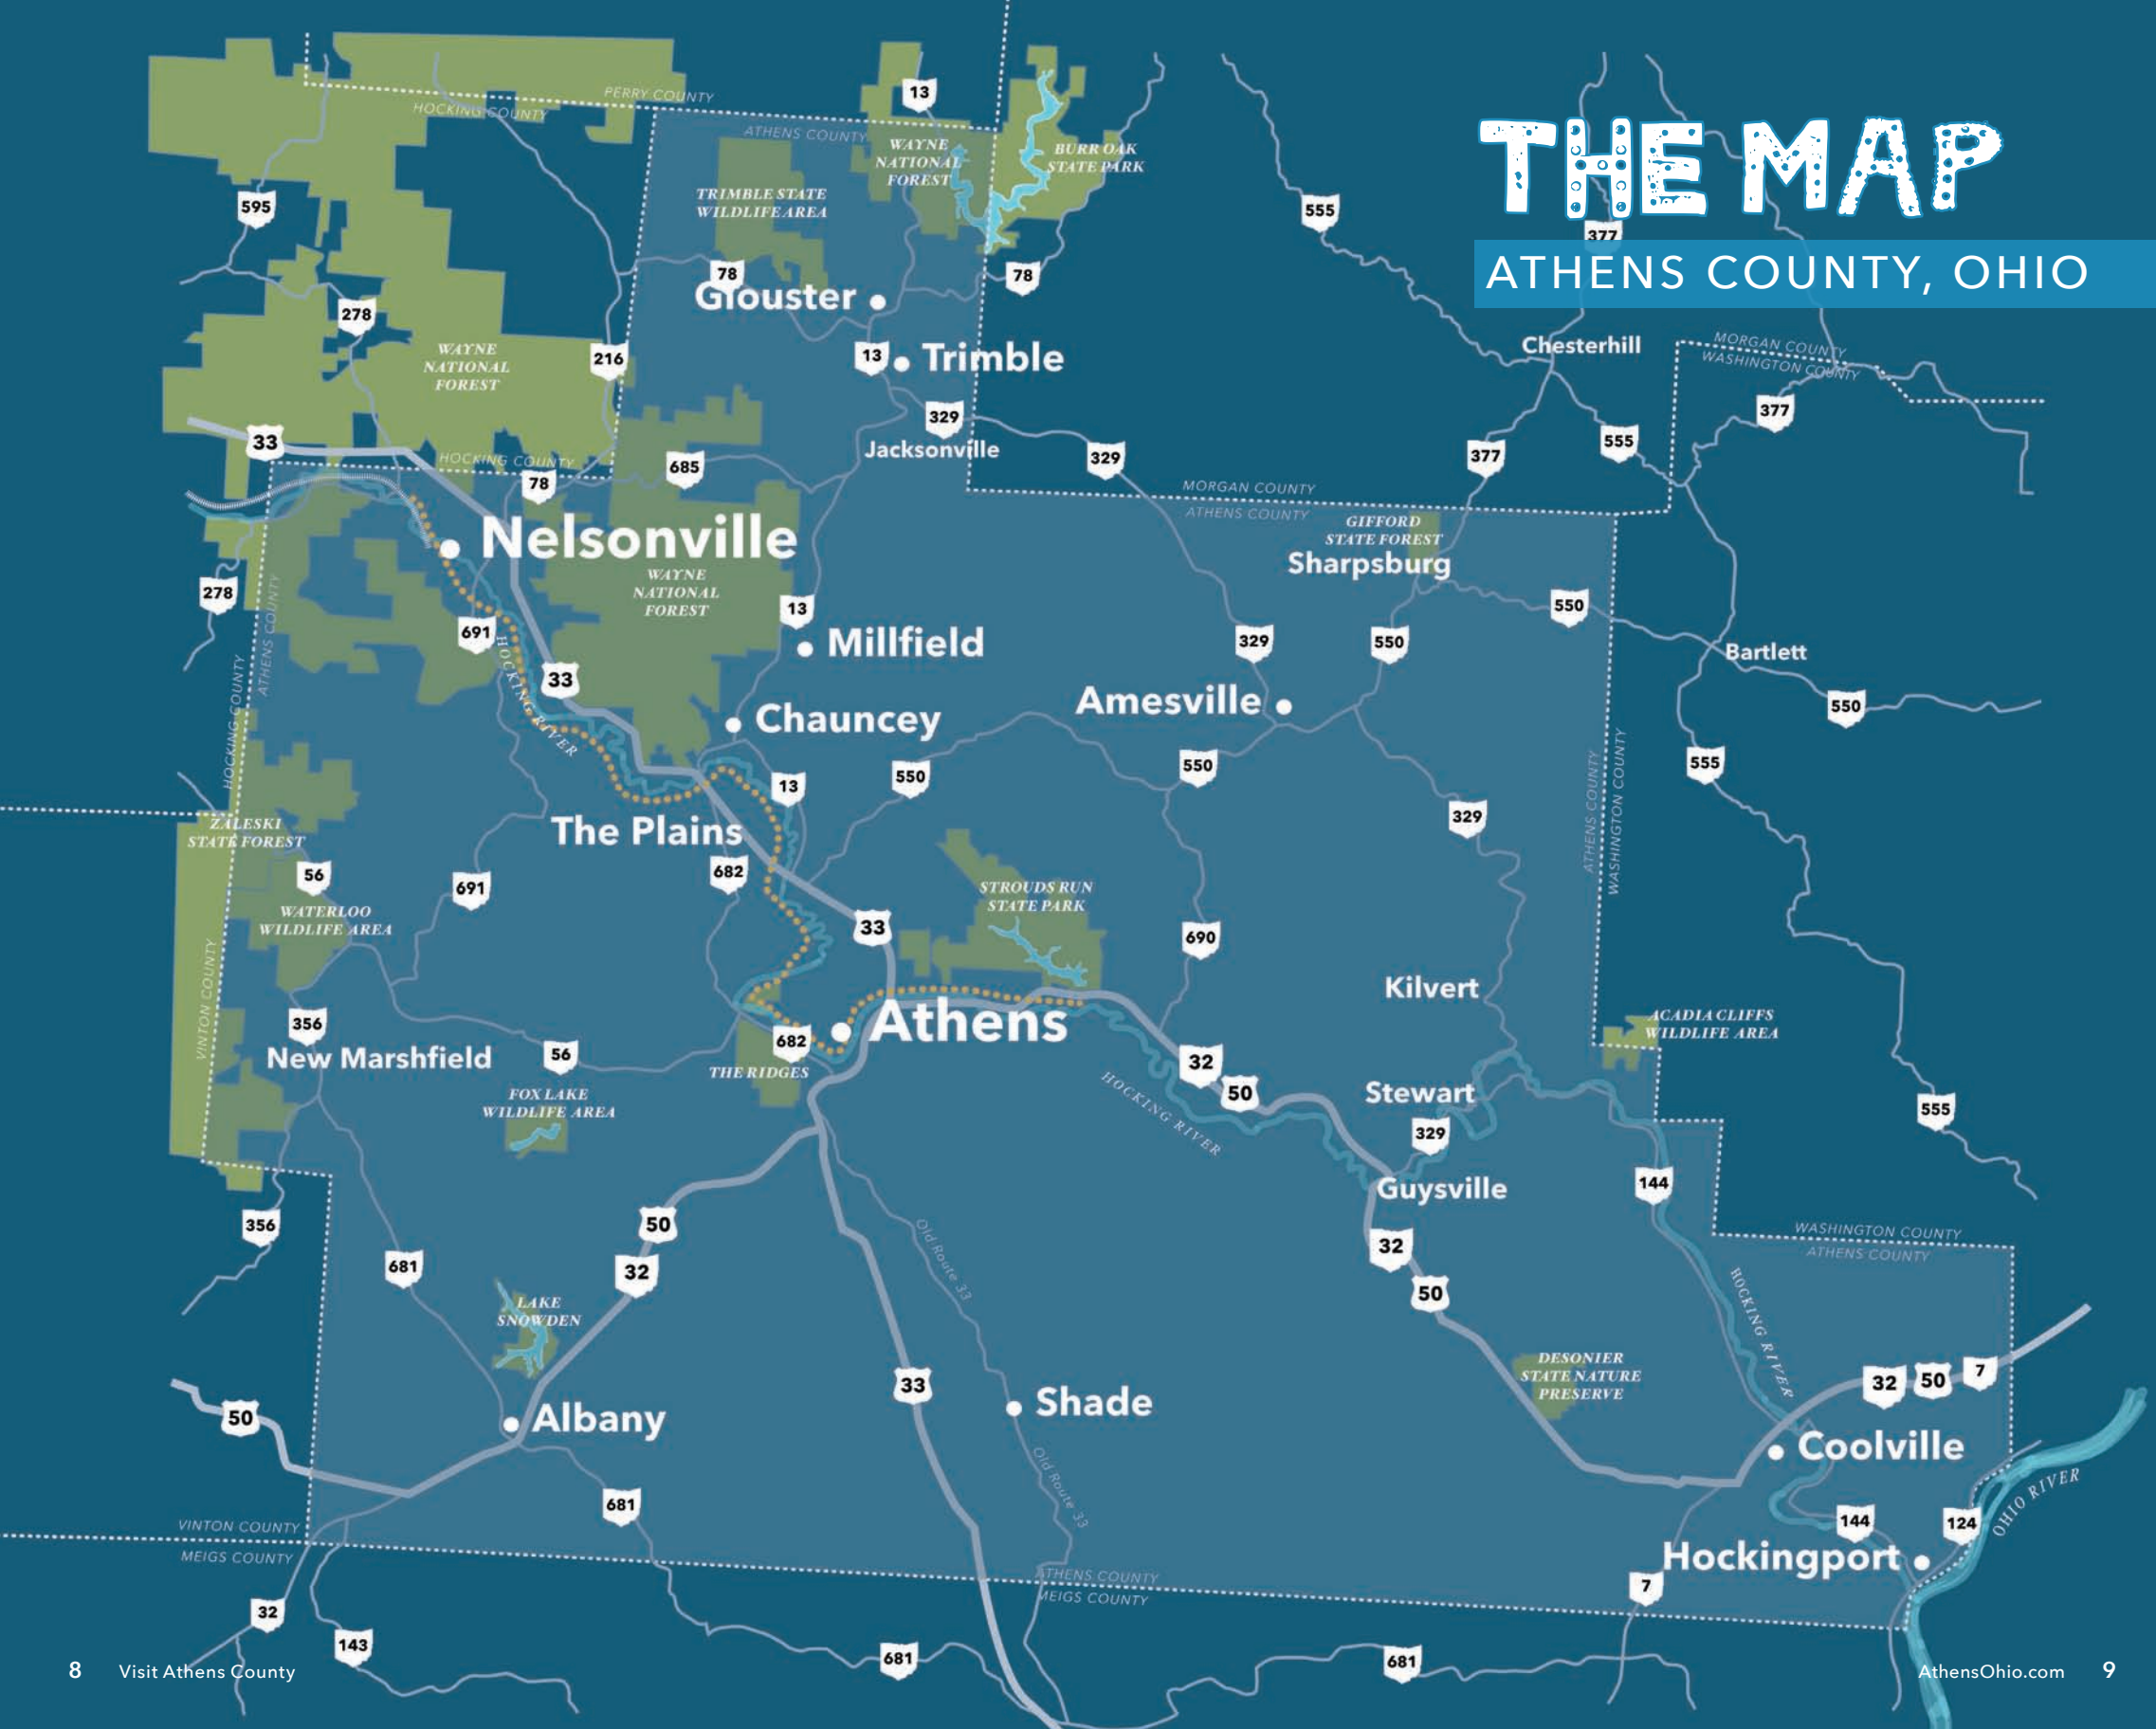 THE MAP
ATHENS COUNTY, OHIO
PERRY COUNTY
HOCKING COUNTY
ATHENS COUNTY
13
WAYNE
NATIONAL
FOREST
BURR OAK
STATE PARK
TRIMBLE STATE
WILDLIFE AREA
595
555
377
78
Glouster
78
278
216
13
Trimble
Chesterhill
MORGAN COUNTY
WASHINGTON COUNTY
WAYNE
NATIONAL
FOREST
377
329
33
Jacksonville
329
377
555
HOCKING COUNTY
78
685
MORGAN COUNTY
ATHENS COUNTY
GIFFORD
STATE FOREST
Nelsonville
Sharpsburg
WAYNE
NATIONAL
FOREST
278
13
550
691
Millfield
329
550
Bartlett
HOCKING COUNTY
ATHENS COUNTY
HOCKING RIVER
33
Chauncey
Amesville
550
550
550
555
13
ATHENS COUNTY
WASHINGTON COUNTY
329
ZALESKI
STATE FOREST
The Plains
56
691
682
STROUDS RUN
STATE PARK
WATERLOO
WILDLIFE AREA
33
690
VINTON COUNTY
Kilvert
356
Athens
ACADIA CLIFFS
WILDLIFE AREA
New Marshfield
56
682
THE RIDGES
32
50
FOX LAKE
WILDLIFE AREA
HOCKING RIVER
Stewart
329
555
144
Guysville
356
50
Old Route 33
32
WASHINGTON COUNTY
ATHENS COUNTY
681
32
50
LAKE
SNOWDEN
HOCKING RIVER
DESONIER
STATE NATURE
PRESERVE
32
50
7
33
Shade
50
Albany
Coolville
Old Route 33
681
OHIO RIVER
144
124
VINTON COUNTY
MEIGS COUNTY
Hockingport
ATHENS COUNTY
MEIGS COUNTY
7
32
143
681
681
8
Visit Athens County
AthensOhio.com
9